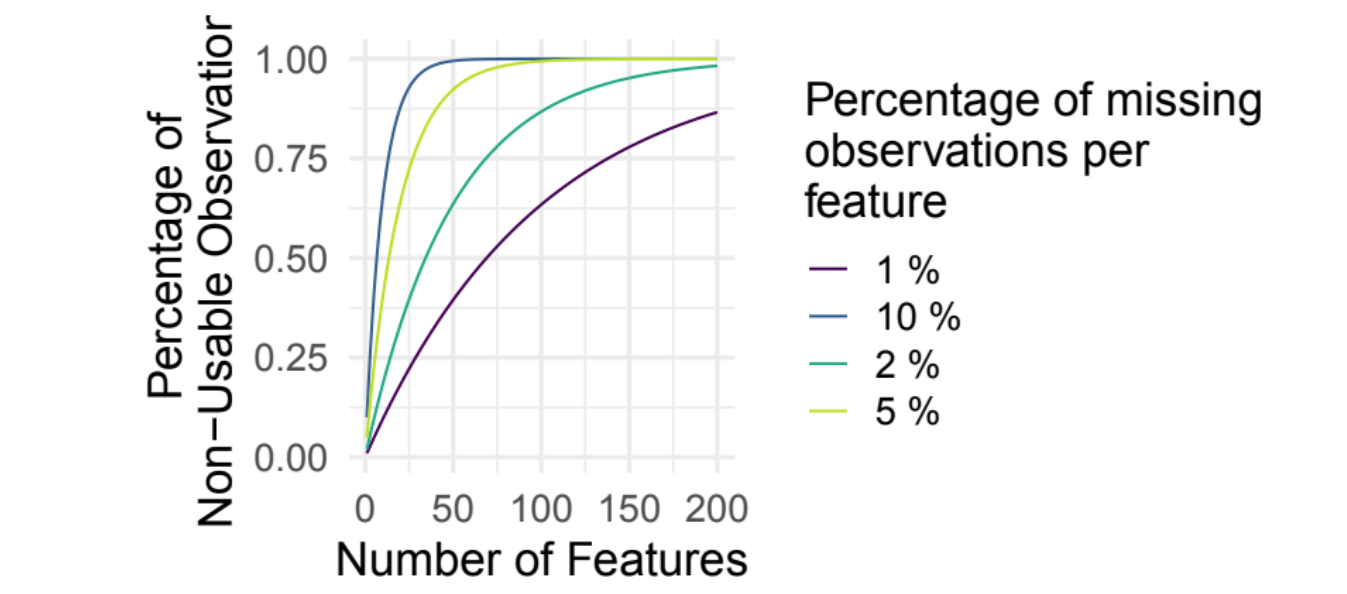 Percentage of
Non−Usable Observation
1.00
0.75
0.50
0.25
0.00
0 50 100 150 200
Number of Features
Percentage of missing
observations per
feature
1 %
10 %
2 %
5 %